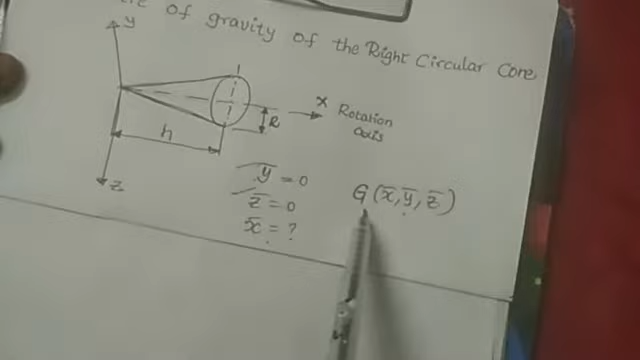 of gravity of the Right Circular Cone
y
x Rotation
axis
R
h
z
y̅ = 0
z̅ = 0
x̅ = ?
G (x̅, y̅, z̅)